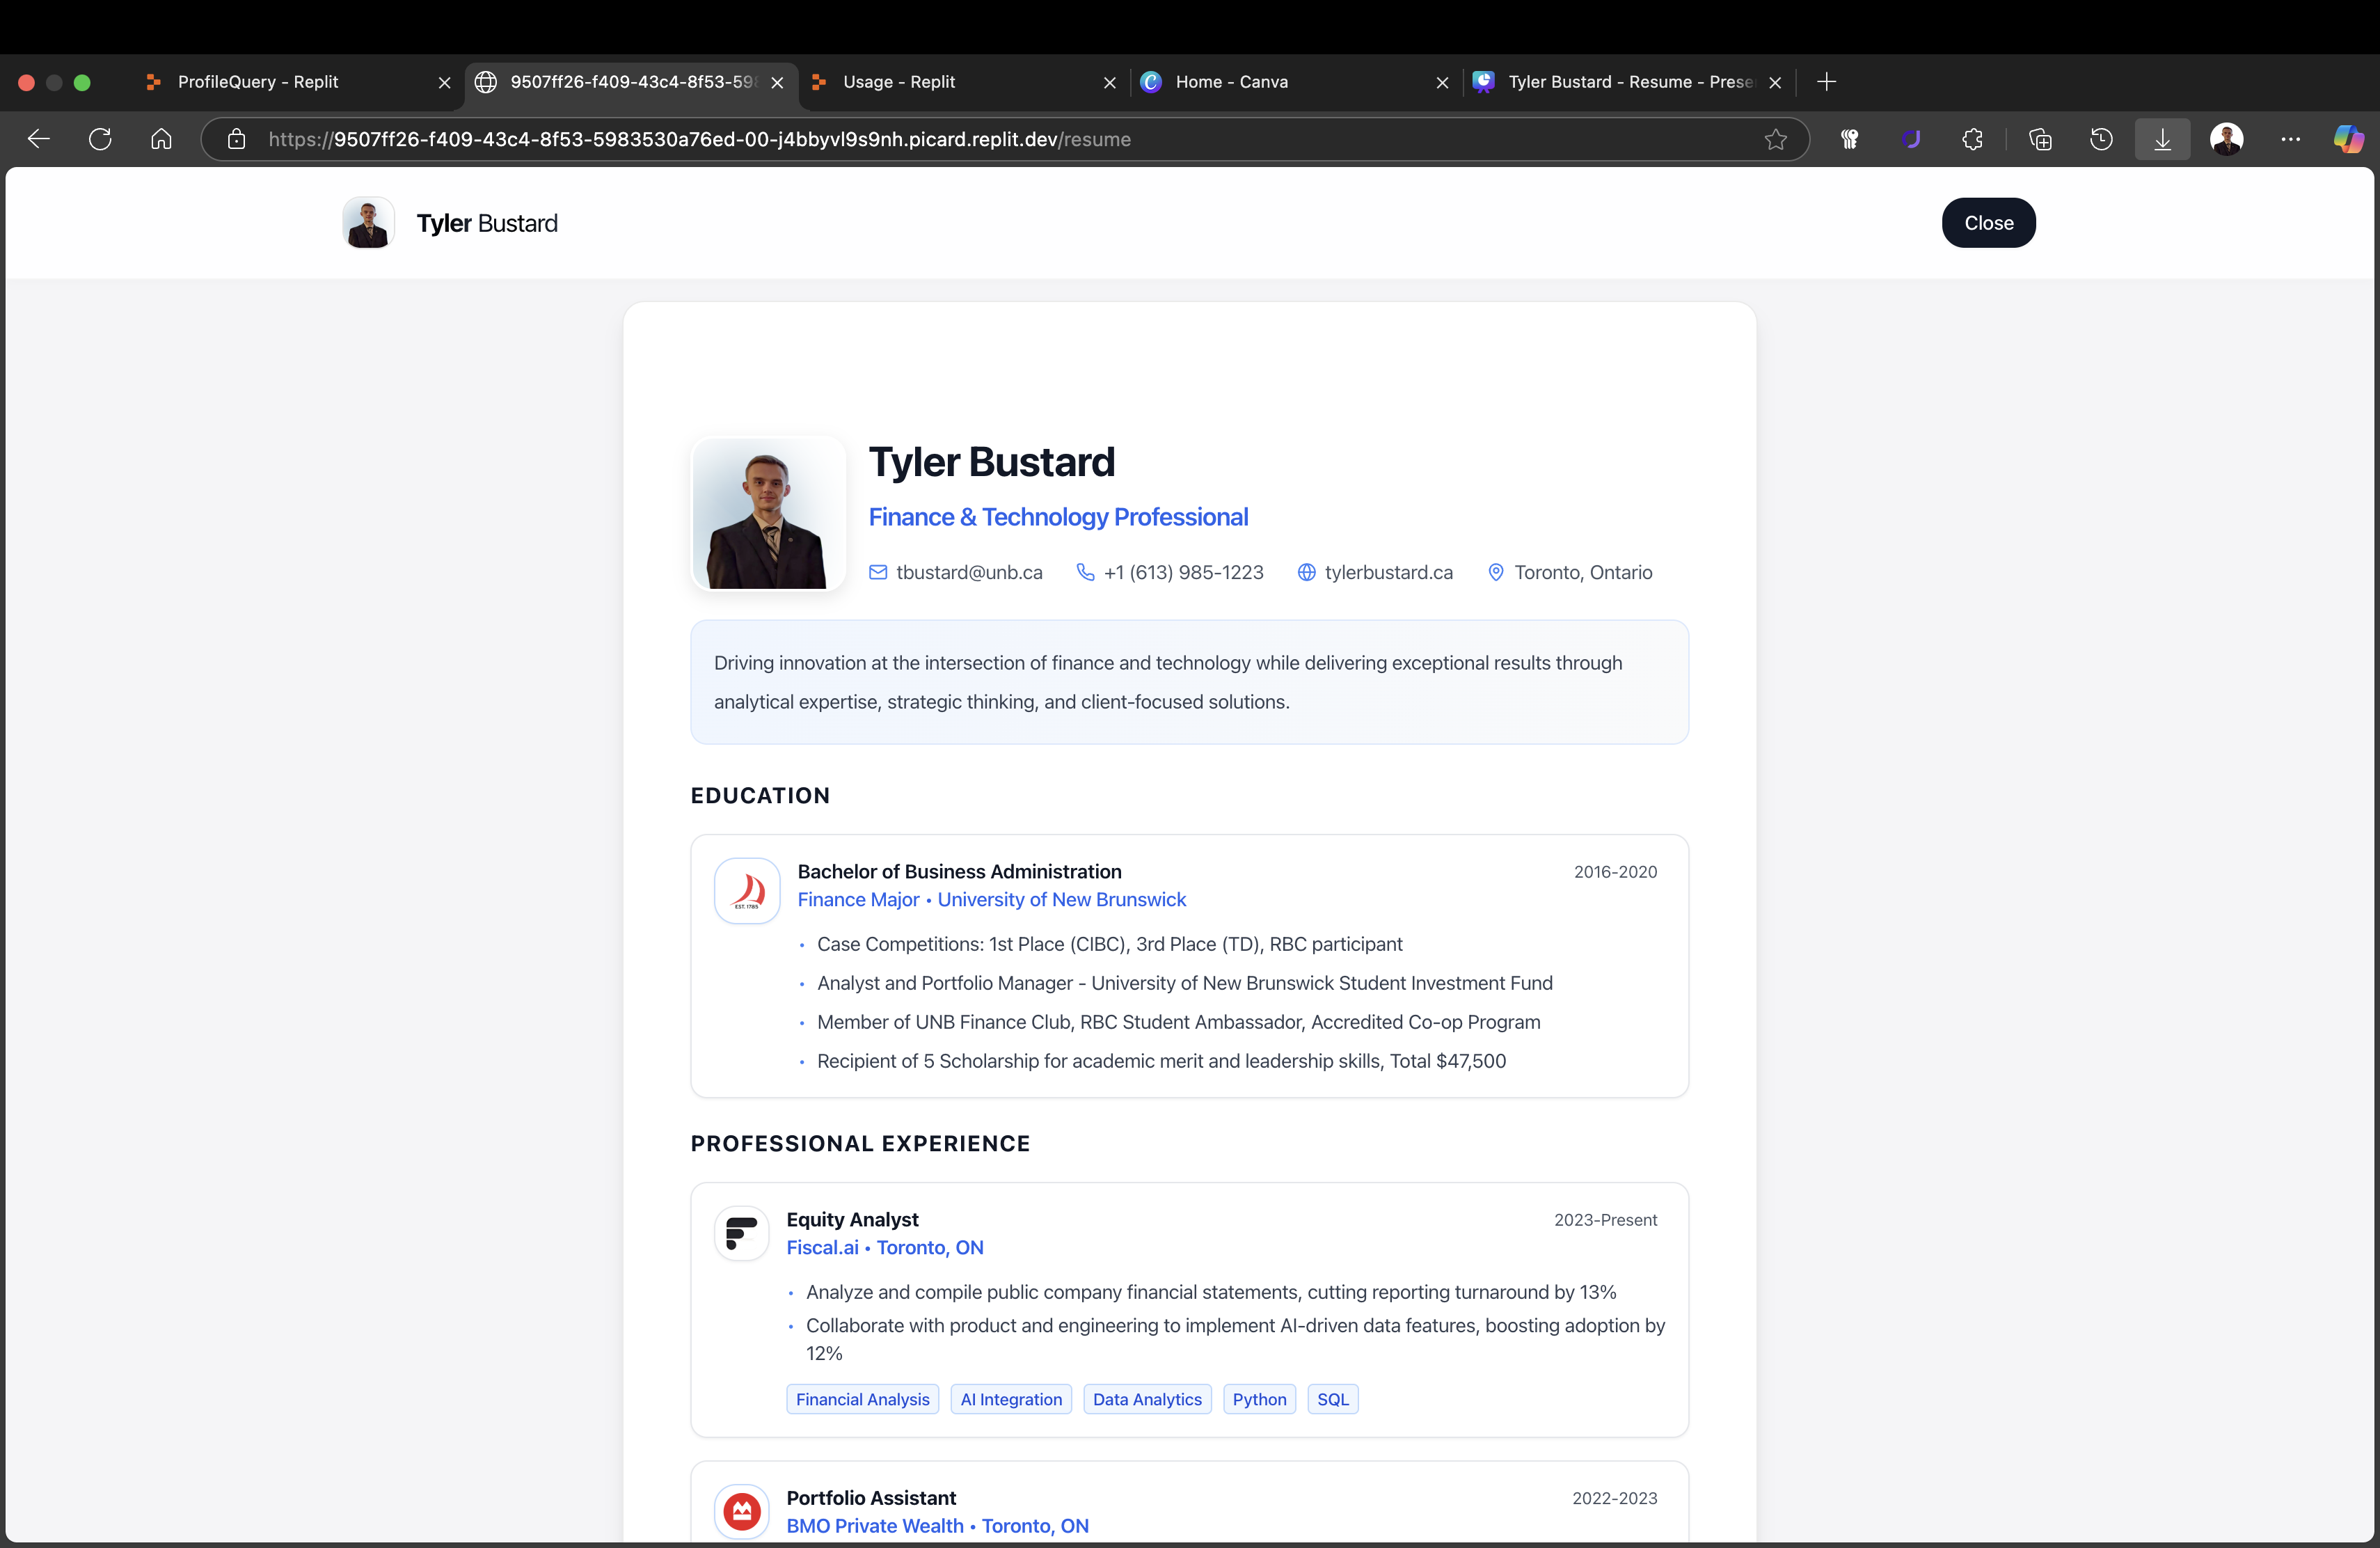 ProfileQuery - Replit
9507ff26-f409-43c4-8f53-598
Usage - Replit
Home - Canva
Tyler Bustard - Resume - Prese
https://9507ff26-f409-43c4-8f53-5983530a76ed-00-j4bbyvl9s9nh.picard.replit.dev/resume
Tyler Bustard
Close
Tyler Bustard
Finance & Technology Professional
tbustard@unb.ca +1 (613) 985-1223 tylerbustard.ca Toronto, Ontario
Driving innovation at the intersection of finance and technology while delivering exceptional results through
analytical expertise, strategic thinking, and client-focused solutions.
EDUCATION
EST. 1785
Bachelor of Business Administration 2016-2020
Finance Major • University of New Brunswick
• Case Competitions: 1st Place (CIBC), 3rd Place (TD), RBC participant
• Analyst and Portfolio Manager - University of New Brunswick Student Investment Fund
• Member of UNB Finance Club, RBC Student Ambassador, Accredited Co-op Program
• Recipient of 5 Scholarship for academic merit and leadership skills, Total $47,500
PROFESSIONAL EXPERIENCE
Equity Analyst 2023-Present
Fiscal.ai • Toronto, ON
• Analyze and compile public company financial statements, cutting reporting turnaround by 13%
• Collaborate with product and engineering to implement AI-driven data features, boosting adoption by
12%
Financial Analysis AI Integration Data Analytics Python SQL
Portfolio Assistant 2022-2023
BMO Private Wealth • Toronto, ON